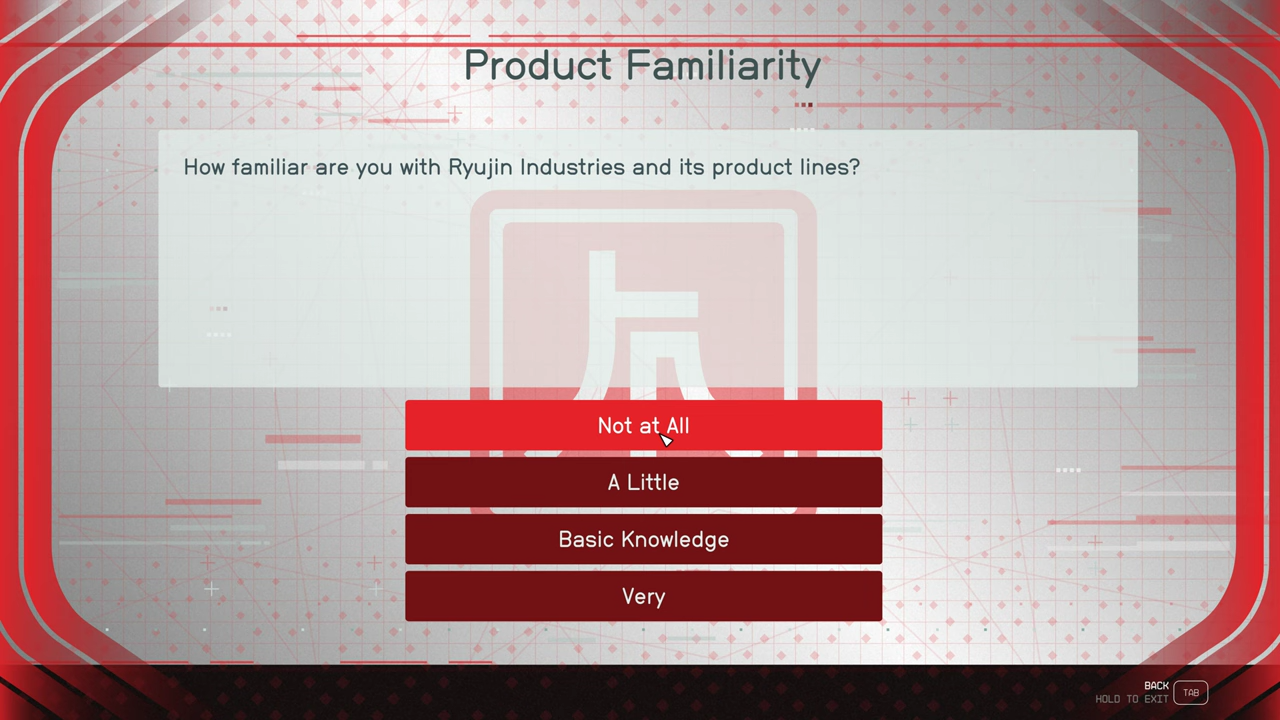 Product Familiarity
How familiar are you with Ryujin Industries and its product lines?
Not at All
A Little
Basic Knowledge
Very
BACK
HOLD TO EXIT
TAB